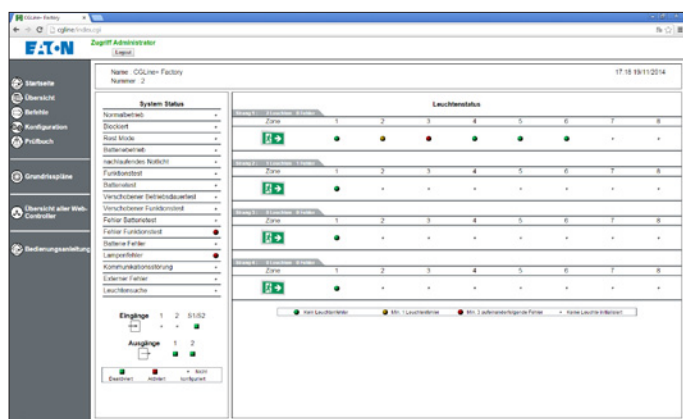 CGLine+ Factory
cgline/index.cgi
EATON
Zugriff Administrator
Logout
Name : CGLine+ Factory
Nummer : 2
17:18 19/11/2014
Startseite
Übersicht
Befehle
Konfiguration
Prüfbuch
Grundrisspläne
Übersicht aller Web-
Controller
Bedienungsanleitung
System Status
Normalbetrieb
Blockiert
Rest Mode
Batteriebetrieb
nachlaufendes Notlicht
Funktionstest
Batterietest
Verschobener Betriebsdauertest
Verschobener Funktionstest
Fehler Batterietest
Fehler Funktionstest
Batterie Fehler
Lampenfehler
Kommunikationsstörung
Externer Fehler
Leuchtensuche
Eingänge 1 2 S1/S2
Ausgänge 1 2
Deaktiviert Aktiviert Nicht
konfiguriert
Leuchtenstatus
Zone 1 2 3 4 5 6 7 8
Zone 1 2 3 4 5 6 7 8
Zone 1 2 3 4 5 6 7 8
Zone 1 2 3 4 5 6 7 8
Kein Leuchtenfehler Min. 1 Leuchtenfehler Min. 2 aufeinanderfolgende Fehler Keine Leuchte initialisiert